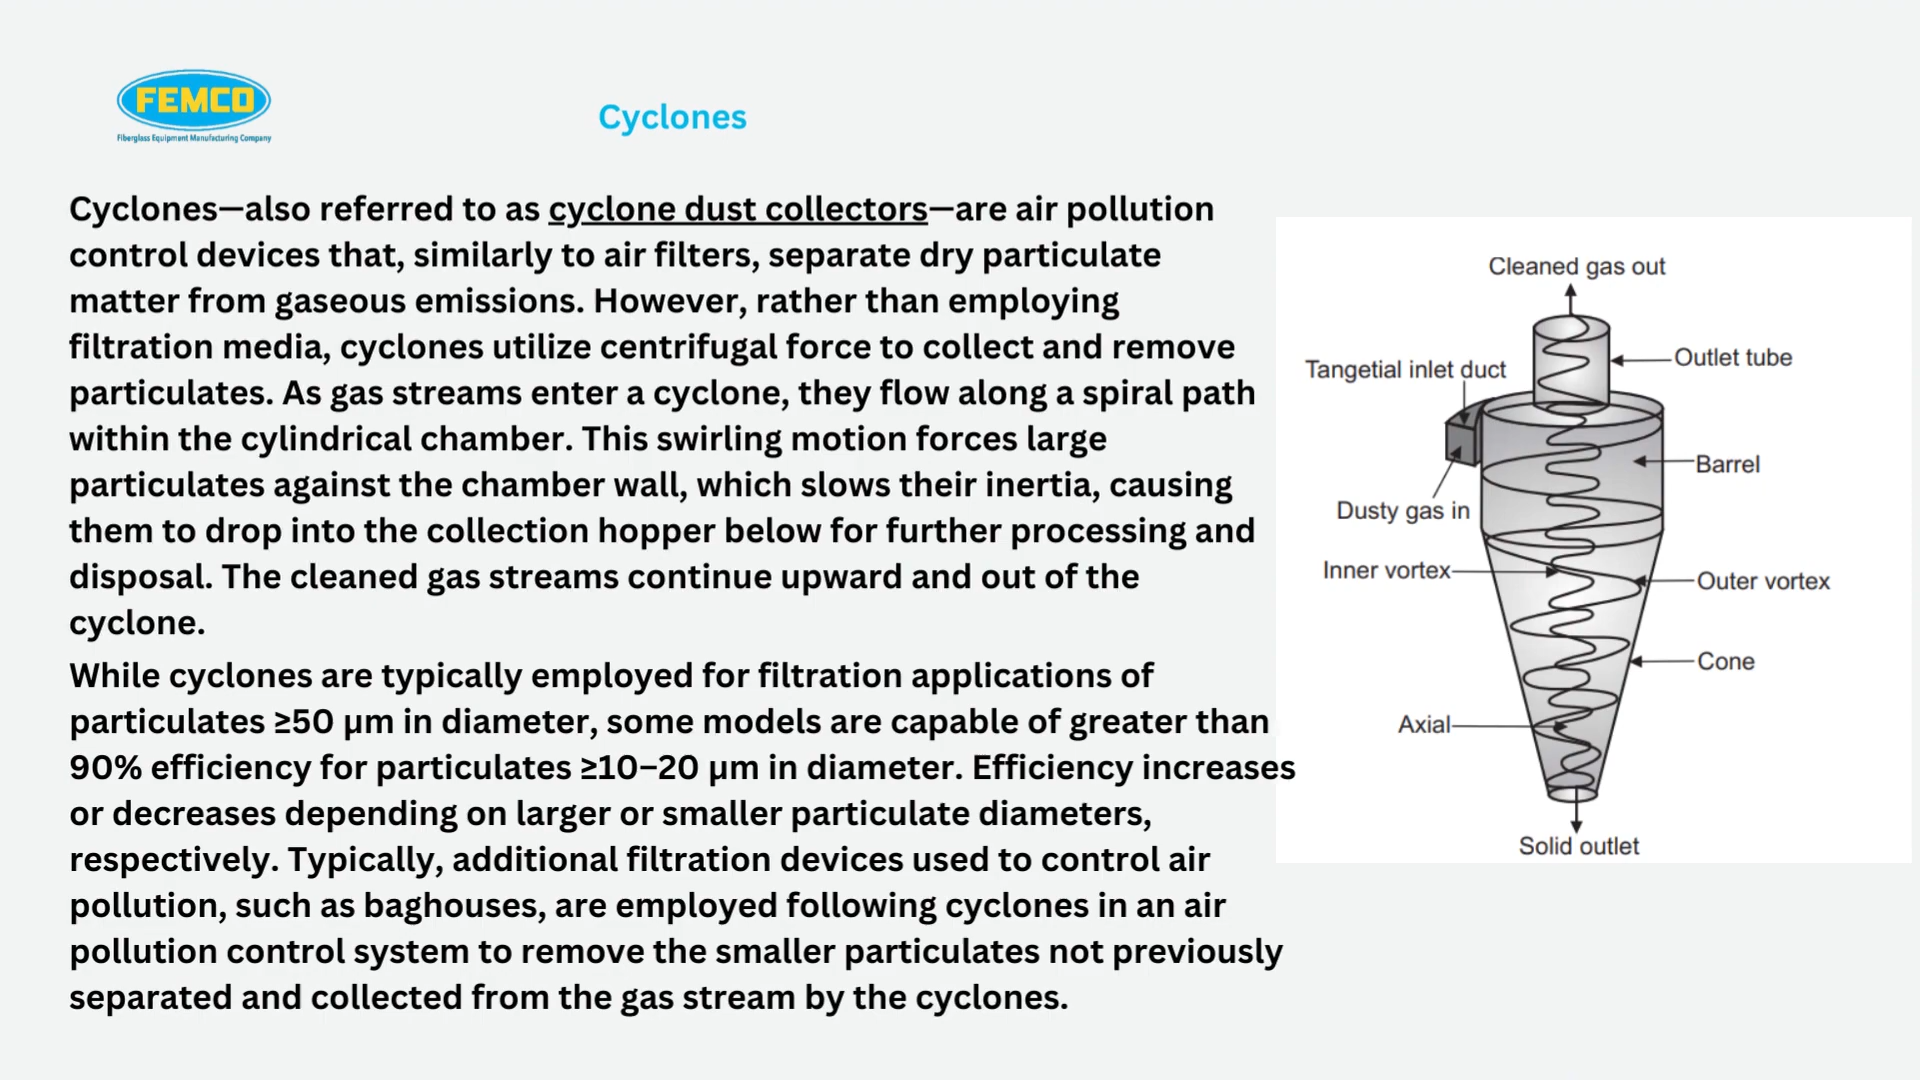 FEMCO
Fiberglass Equipment Manufacturing Company
Cyclones
Cyclones—also referred to as cyclone dust collectors—are air pollution
control devices that, similarly to air filters, separate dry particulate
matter from gaseous emissions. However, rather than employing
filtration media, cyclones utilize centrifugal force to collect and remove
particulates. As gas streams enter a cyclone, they flow along a spiral path
within the cylindrical chamber. This swirling motion forces large
particulates against the chamber wall, which slows their inertia, causing
them to drop into the collection hopper below for further processing and
disposal. The cleaned gas streams continue upward and out of the
cyclone.
While cyclones are typically employed for filtration applications of
particulates ≥50 μm in diameter, some models are capable of greater than
90% efficiency for particulates ≥10–20 μm in diameter. Efficiency increases
or decreases depending on larger or smaller particulate diameters,
respectively. Typically, additional filtration devices used to control air
pollution, such as baghouses, are employed following cyclones in an air
pollution control system to remove the smaller particulates not previously
separated and collected from the gas stream by the cyclones.
Cleaned gas out
Outlet tube
Tangetial inlet duct
Barrel
Dusty gas in
Inner vortex
Outer vortex
Cone
Axial
Solid outlet